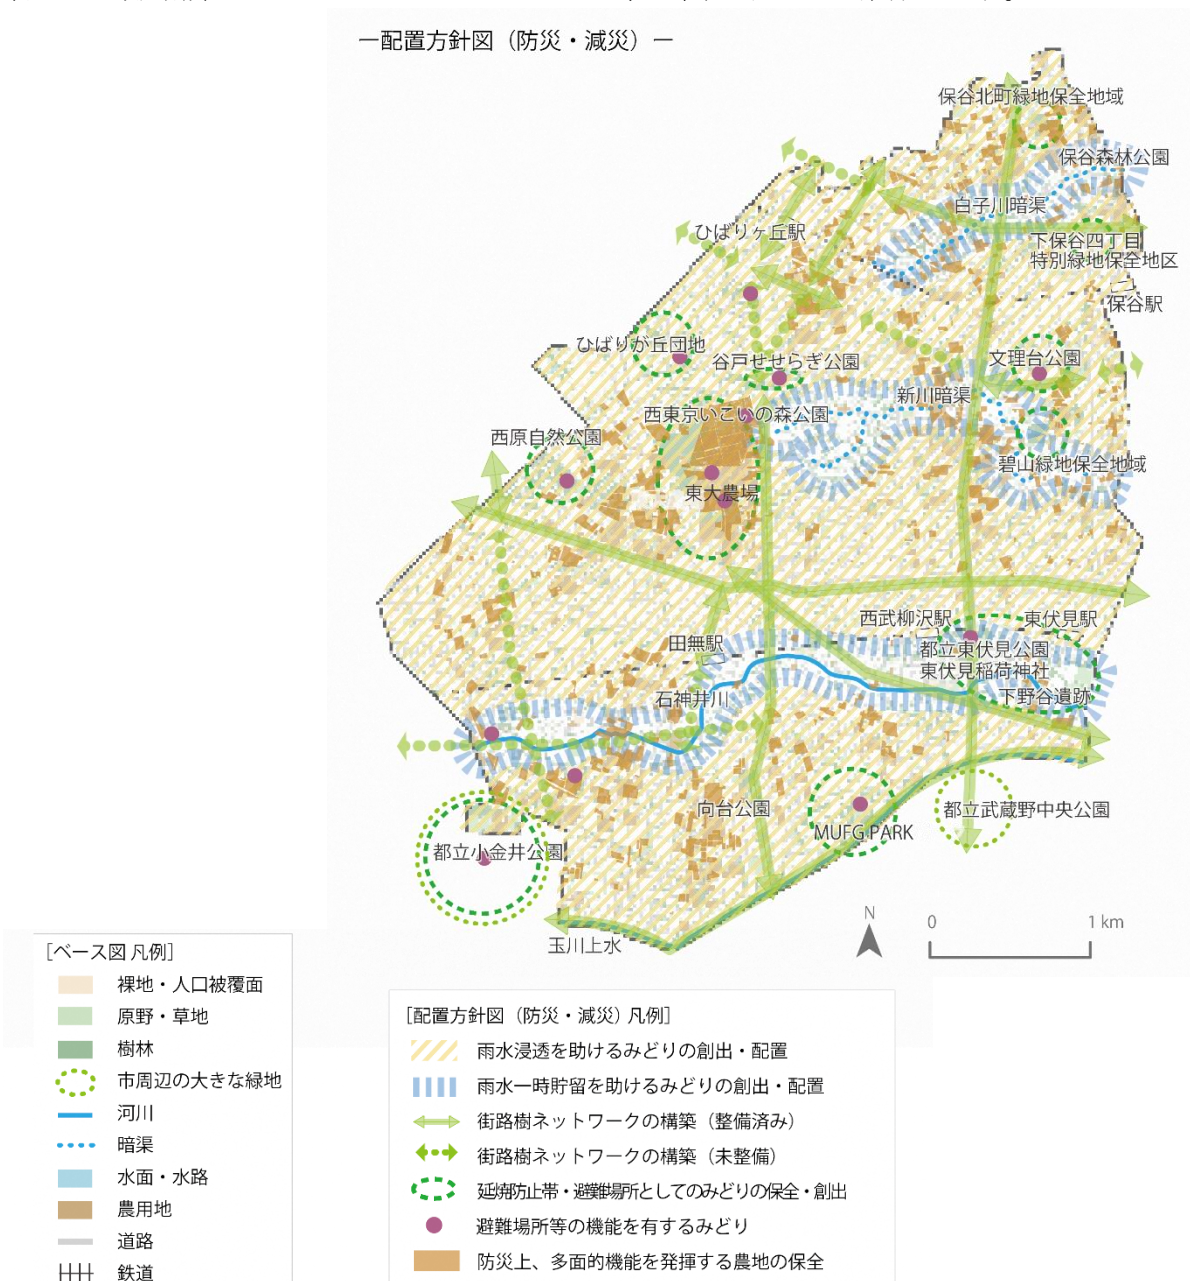 ―配置方針図（防災・減災）―
保谷北町緑地保全地域
保谷森林公園
白子川暗渠
ひばりヶ丘駅
下保谷四丁目
特別緑地保全地区
保谷駅
ひばりが丘団地
谷戸せせらぎ公園
文理台公園
新川暗渠
西東京いこいの森公園
西原自然公園
碧山緑地保全地域
東大農場
西武柳沢駅
東伏見駅
田無駅
都立東伏見公園
東伏見稲荷神社
石神井川
下野谷遺跡
向台公園
都立武蔵野中央公園
MUFG PARK
都立小金井公園
玉川上水
N
0
1 km
［ベース図 凡例］
裸地・人口被覆面
原野・草地
樹林
市周辺の大きな緑地
河川
暗渠
水面・水路
農用地
道路
鉄道
［配置方針図（防災・減災）凡例］
雨水浸透を助けるみどりの創出・配置
雨水一時貯留を助けるみどりの創出・配置
街路樹ネットワークの構築（整備済み）
街路樹ネットワークの構築（未整備）
延焼防止帯・避難場所としてのみどりの保全・創出
避難場所等の機能を有するみどり
防災上、多面的機能を発揮する農地の保全